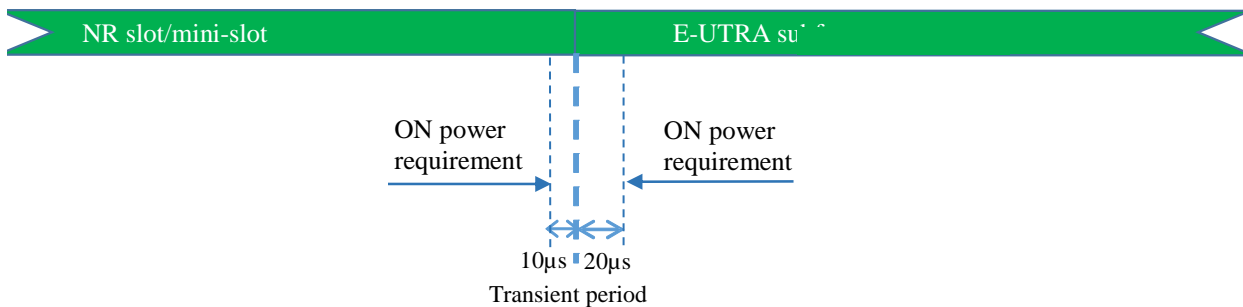 NR slot/mini-slot
E-UTRA
ON power
requirement
ON power
requirement
10µs
20µs
Transient period